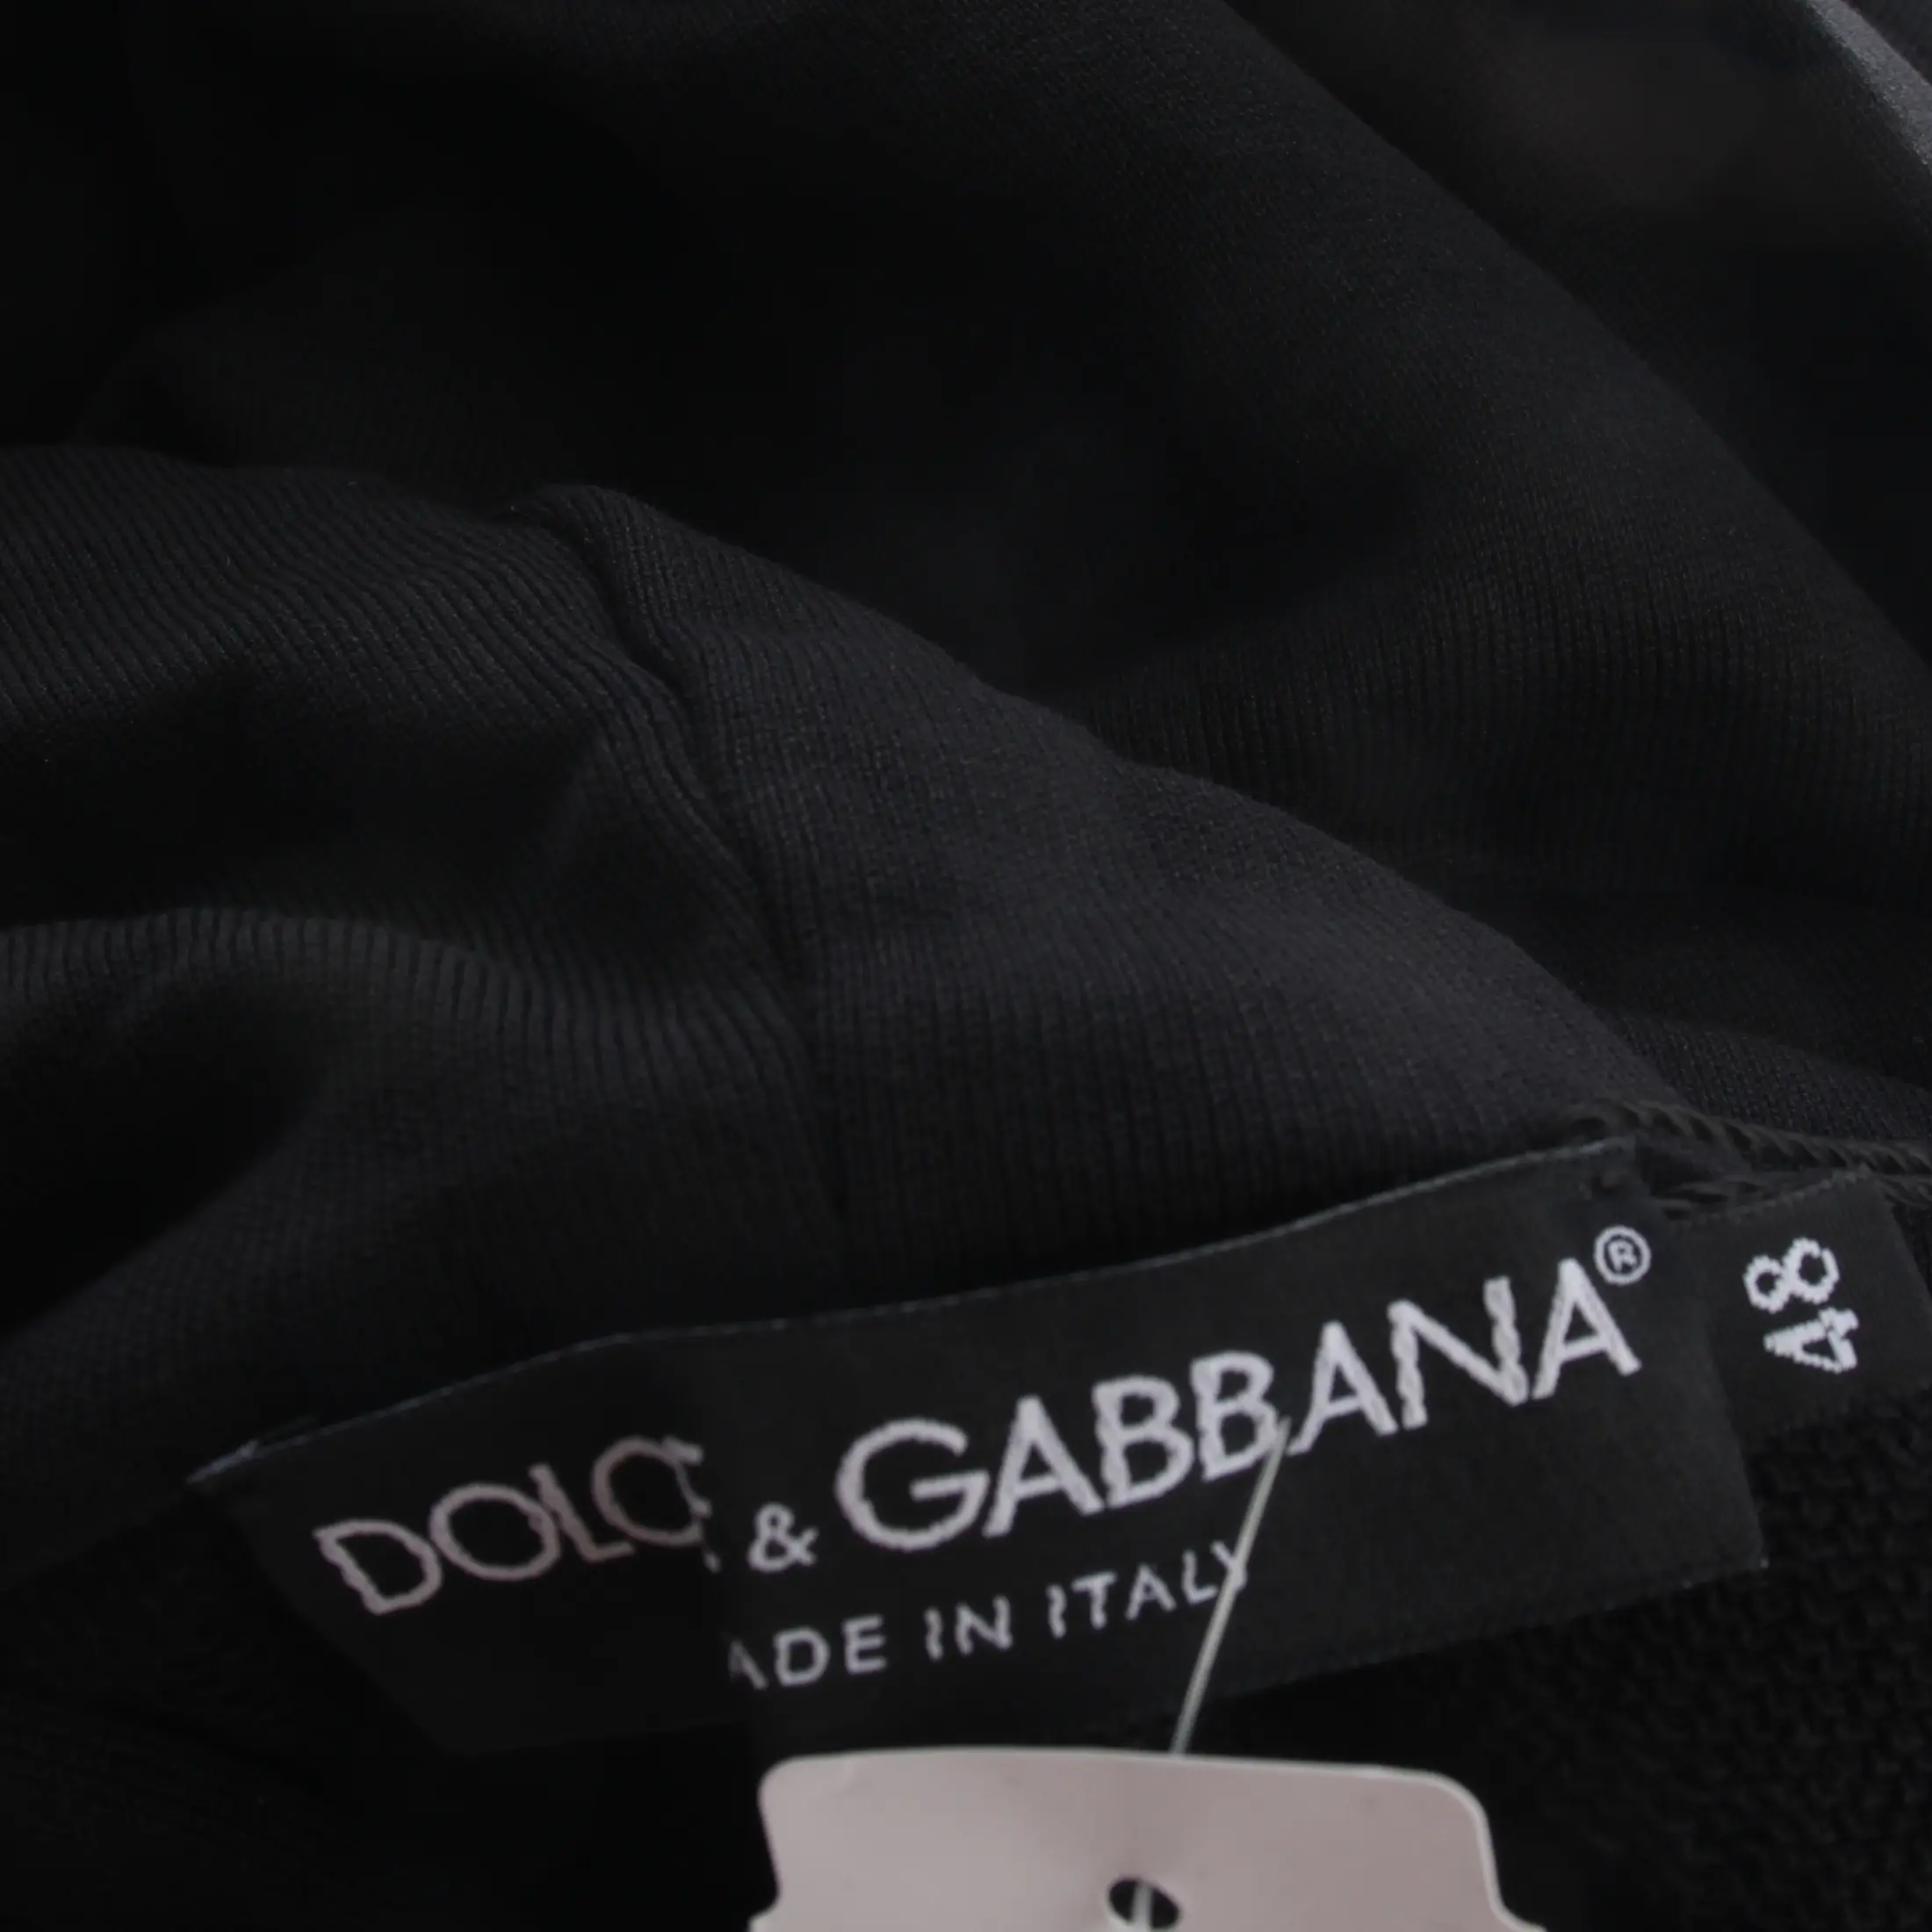 DOLC & GABBANA®
ADE IN ITALY
48